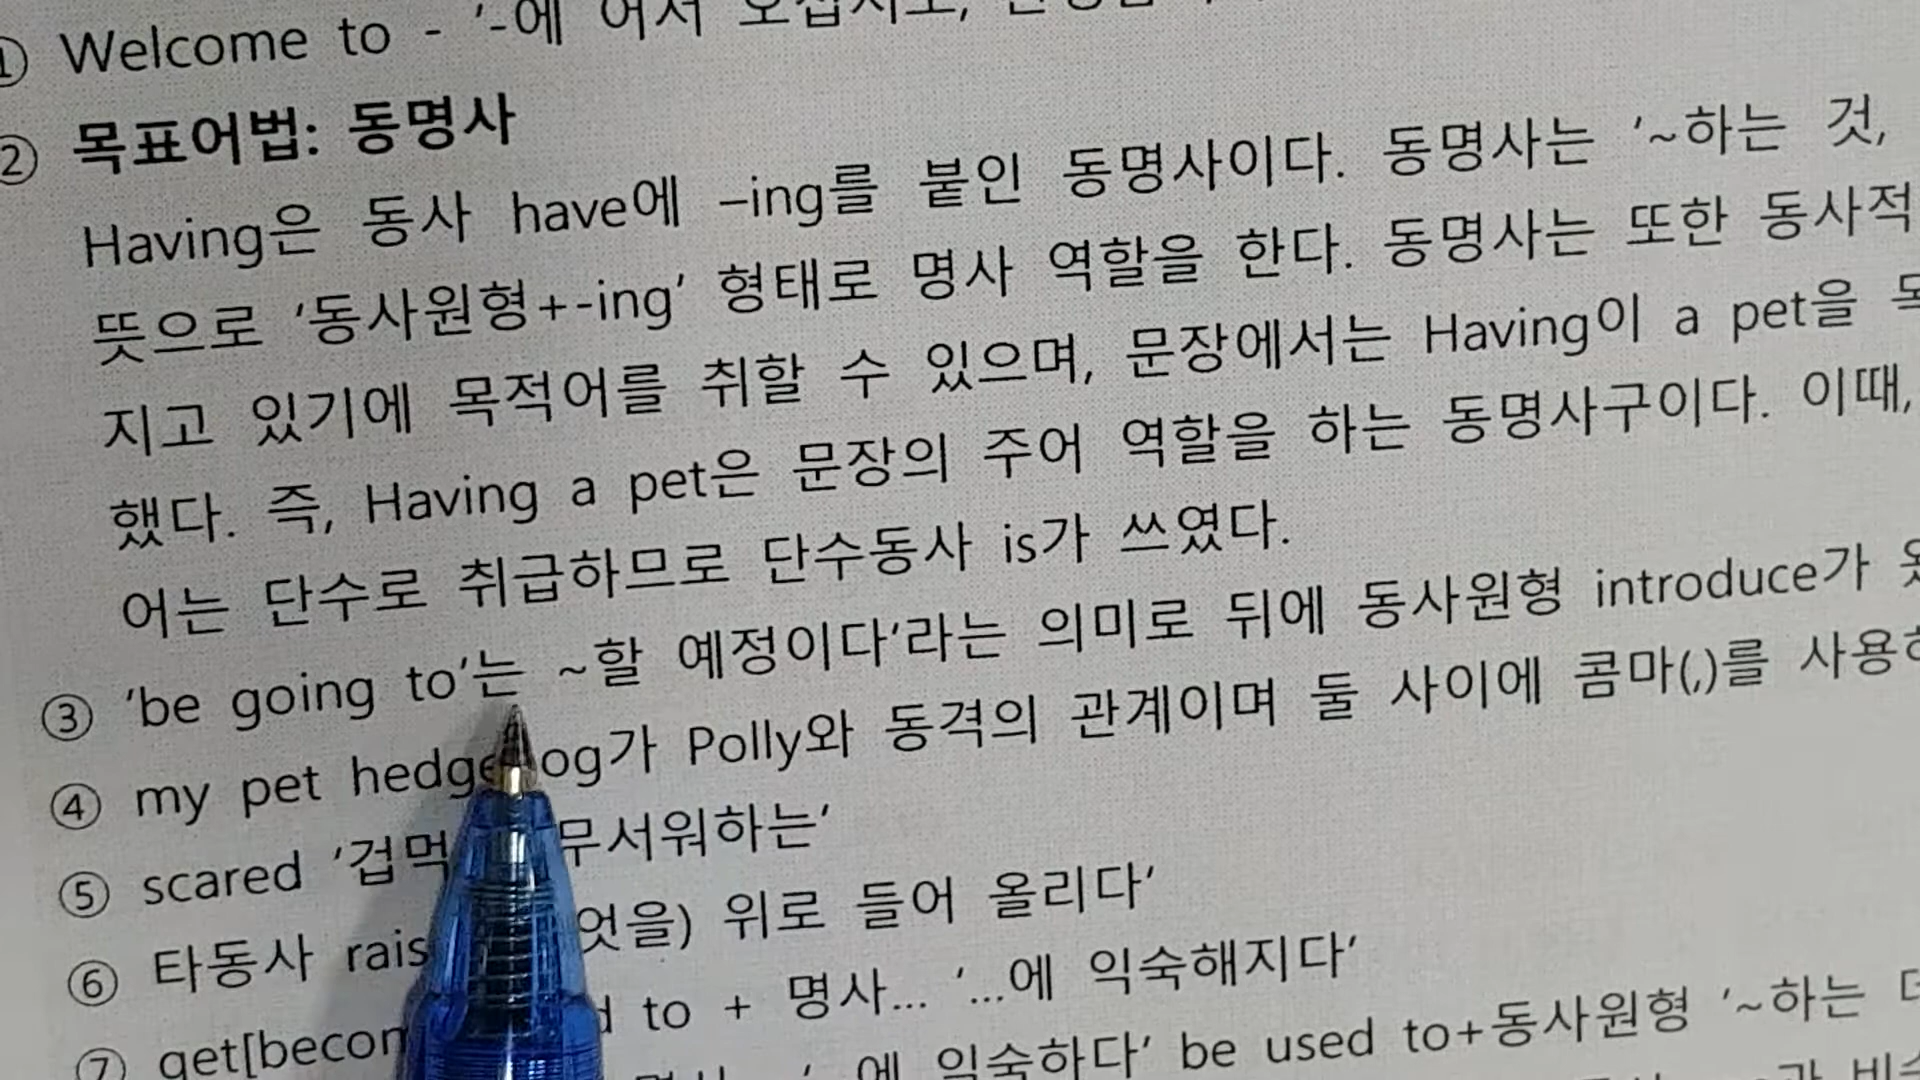 ① Welcome to - '-에 어서 오십시오,
② 목표어법: 동명사
Having은 동사 have에 –ing를 붙인 동명사이다. 동명사는 '~하는 것,
뜻으로 '동사원형+-ing' 형태로 명사 역할을 한다. 동명사는 또한 동사적
지고 있기에 목적어를 취할 수 있으며, 문장에서는 Having이 a pet을
했다. 즉, Having a pet은 문장의 주어 역할을 하는 동명사구이다. 이때,
어는 단수로 취급하므로 단수동사 is가 쓰였다.
③ 'be going to'는 ~할 예정이다'라는 의미로 뒤에 동사원형 introduce가
④ my pet hedge og가 Polly와 동격의 관계이며 둘 사이에 콤마(,)를 사용
⑤ scared '겁먹 무서워하는'
⑥ 타동사 rais 엇을) 위로 들어 올리다'
⑦ get[becom d to + 명사... '...에 익숙해지다'
에 익숙하다' be used to+동사원형 '~하는